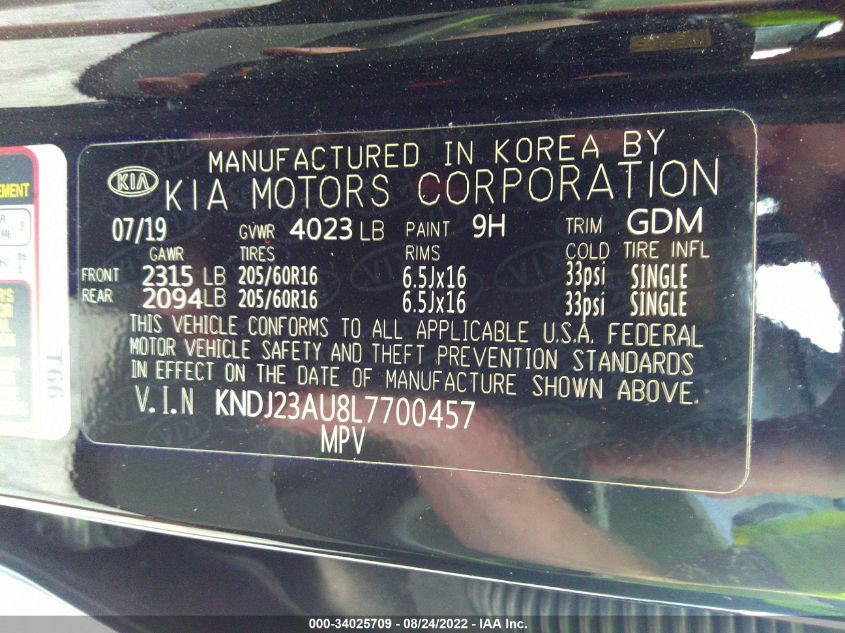 MANUFACTURED IN KOREA BY
KIA KIA MOTORS CORPORATION
07/19 GVWR 4023 LB PAINT 9H TRIM GDM
GAWR TIRES RIMS COLD TIRE INFL
FRONT 2315 LB 205/60R16 6.5Jx16 33psi SINGLE
REAR 2094 LB 205/60R16 6.5Jx16 33psi SINGLE
THIS VEHICLE CONFORMS TO ALL APPLICABLE U.S.A. FEDERAL
MOTOR VEHICLE SAFETY AND THEFT PREVENTION STANDARDS
IN EFFECT ON THE DATE OF MANUFACTURE SHOWN ABOVE.
V.I.N KNDJ23AU8L7700457
MPV
T66
000-34025709 - 08/24/2022 - IAA Inc.